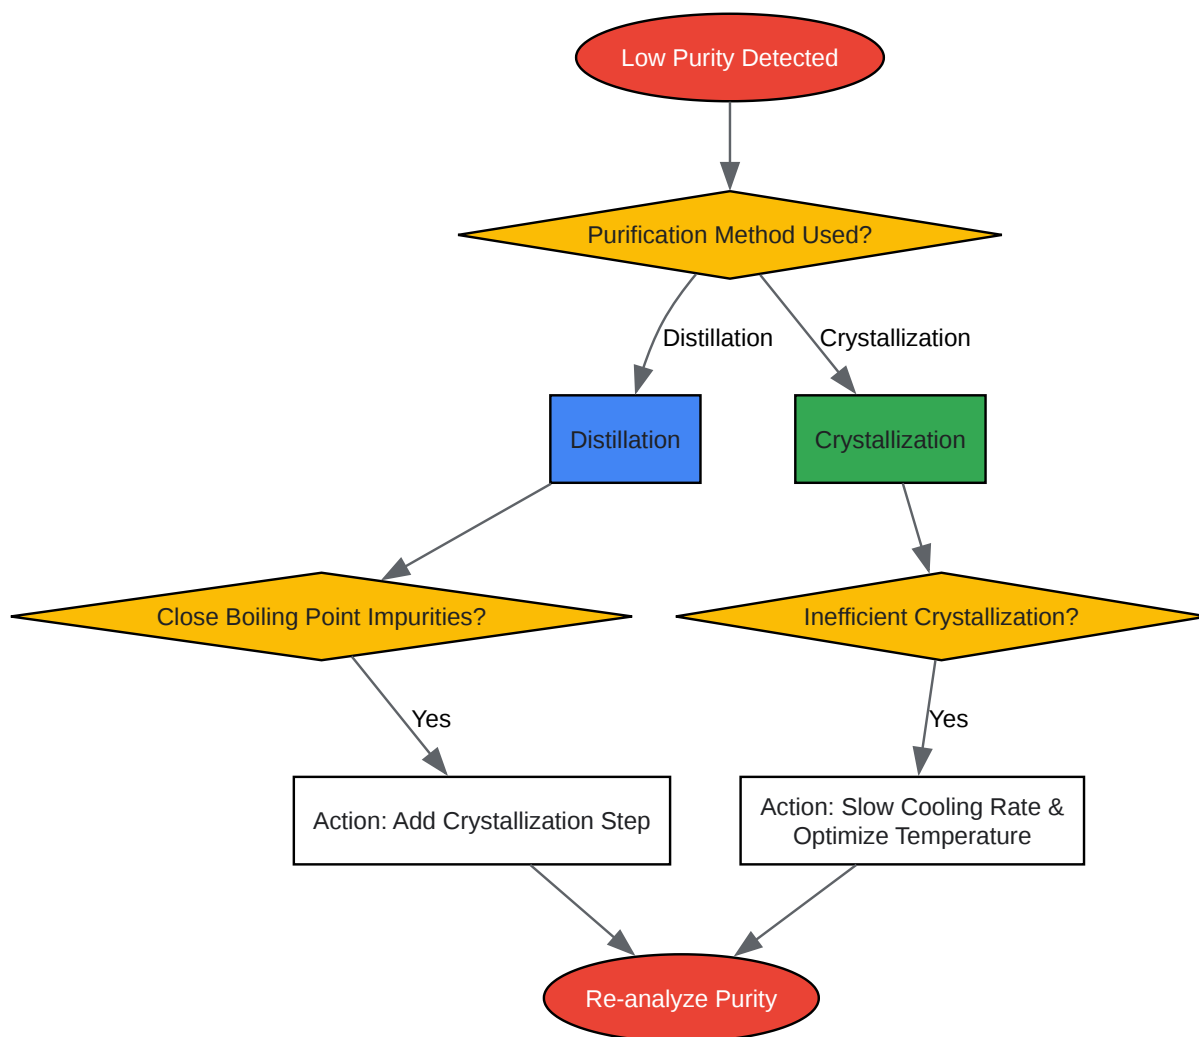 Low Purity Detected
Purification Method Used?
Distillation
Crystallization
Distillation
Crystallization
Close Boiling Point Impurities?
Inefficient Crystallization?
Yes
Yes
Action: Add Crystallization Step
Action: Slow Cooling Rate &
Optimize Temperature
Re-analyze Purity